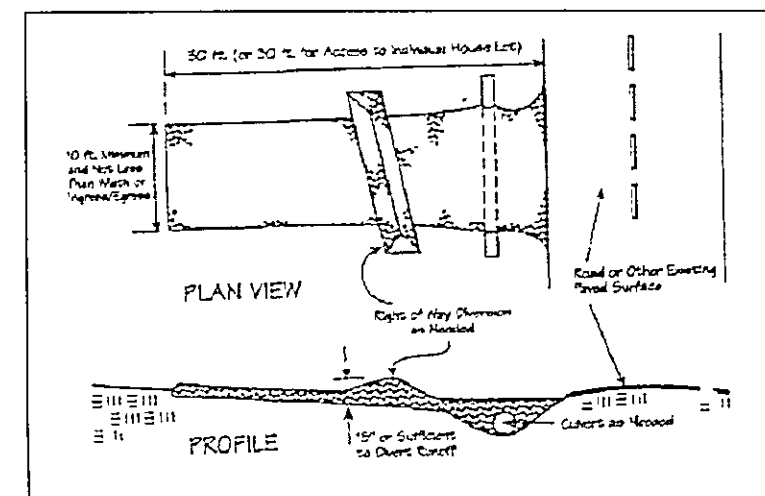 30 ft. (or 30 ft. for Access to Individual House Lot)
10 ft. Minimum
and Not Less
Than Width of
Ingress/Egress
PLAN VIEW
Road or Other Existing
Paved Surface
Right of Way Diversion
as Needed
Culvert as Needed
15" or Sufficient
to Divert Runoff
PROFILE